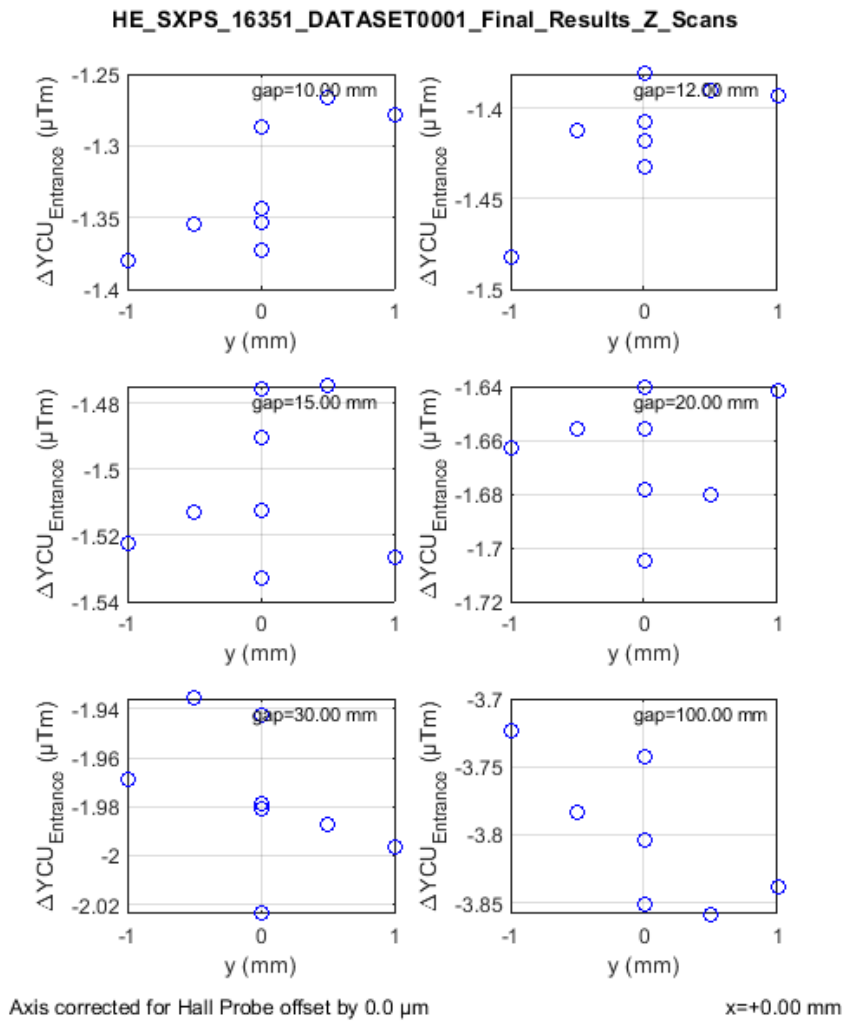 HE_SXPS_16351_DATASET0001_Final_Results_Z_Scans
gap=10.00 mm
-1.25
-1.3
-1.35
-1.4
ΔYCU_Entrance (μTm)
-1 0 1
y (mm)
gap=12.00 mm
-1.4
-1.45
-1.5
ΔYCU_Entrance (μTm)
-1 0 1
y (mm)
gap=15.00 mm
-1.48
-1.5
-1.52
-1.54
ΔYCU_Entrance (μTm)
-1 0 1
y (mm)
gap=20.00 mm
-1.64
-1.66
-1.68
-1.7
-1.72
ΔYCU_Entrance (μTm)
-1 0 1
y (mm)
gap=30.00 mm
-1.94
-1.96
-1.98
-2
-2.02
ΔYCU_Entrance (μTm)
-1 0 1
y (mm)
gap=100.00 mm
-3.7
-3.75
-3.8
-3.85
ΔYCU_Entrance (μTm)
-1 0 1
y (mm)
Axis corrected for Hall Probe offset by 0.0 μm
x=+0.00 mm